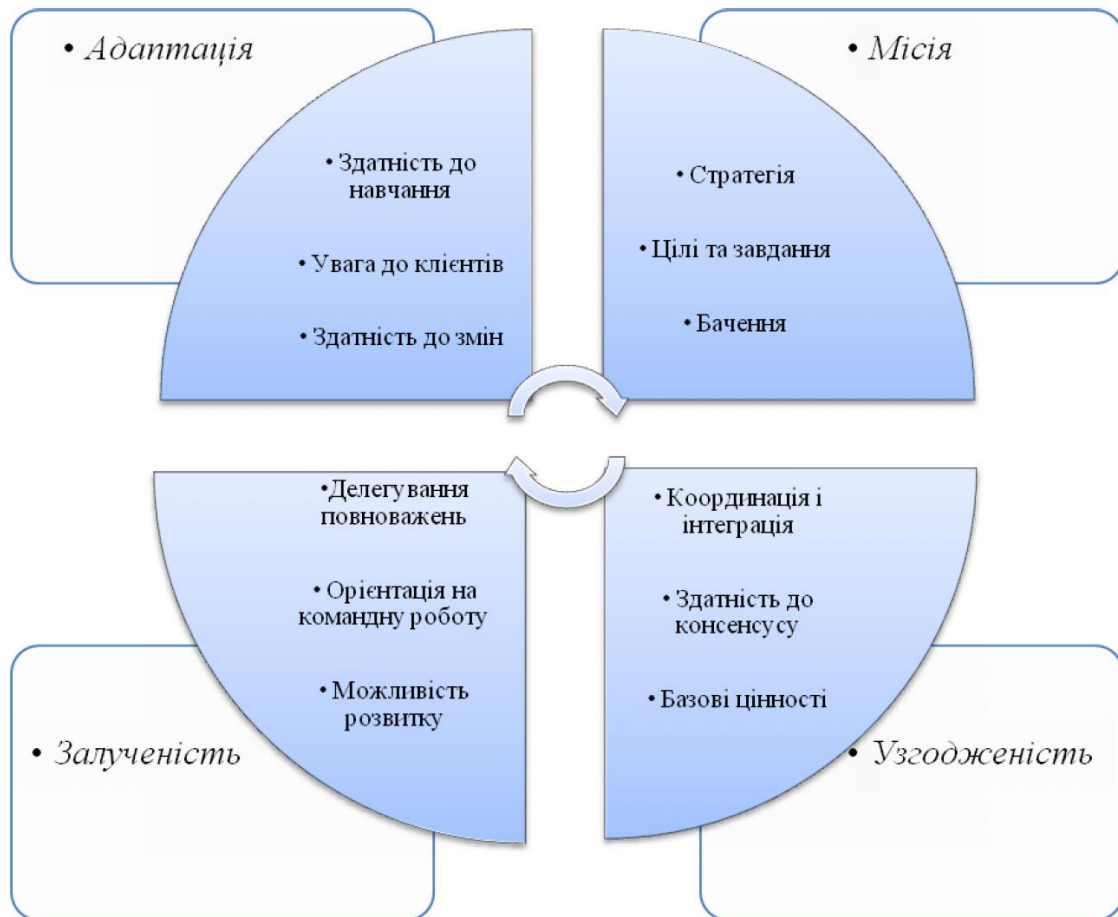 • Адаптація
• Здатність до
навчання
• Увага до клієнтів
• Здатність до змін
• Місія
• Стратегія
• Цілі та завдання
• Бачення
•Делегування
повноважень
• Орієнтація на
командну роботу
• Можливість
розвитку
• Залученість
• Координація і
інтеграція
• Здатність до
консенсусу
• Базові цінності
• Узгодженість